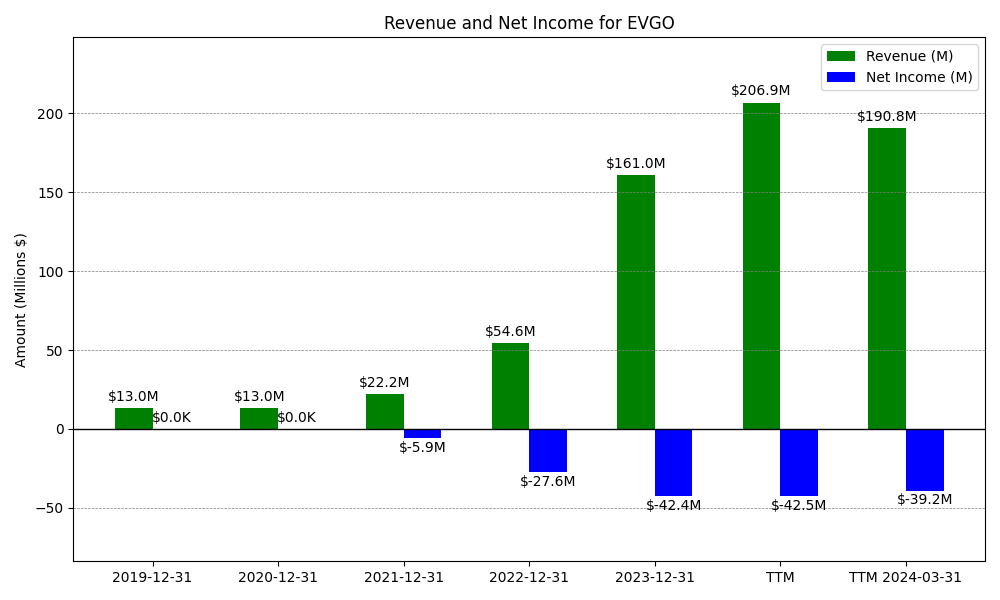 Revenue and Net Income for EVGO
Revenue (M)
Net Income (M)
Amount (Millions $)
200
150
100
50
0
−50
$13.0M
$0.0K
$13.0M
$0.0K
$22.2M
$-5.9M
$54.6M
$-27.6M
$161.0M
$-42.4M
$206.9M
$-42.5M
$190.8M
$-39.2M
2019-12-31
2020-12-31
2021-12-31
2022-12-31
2023-12-31
TTM
TTM 2024-03-31